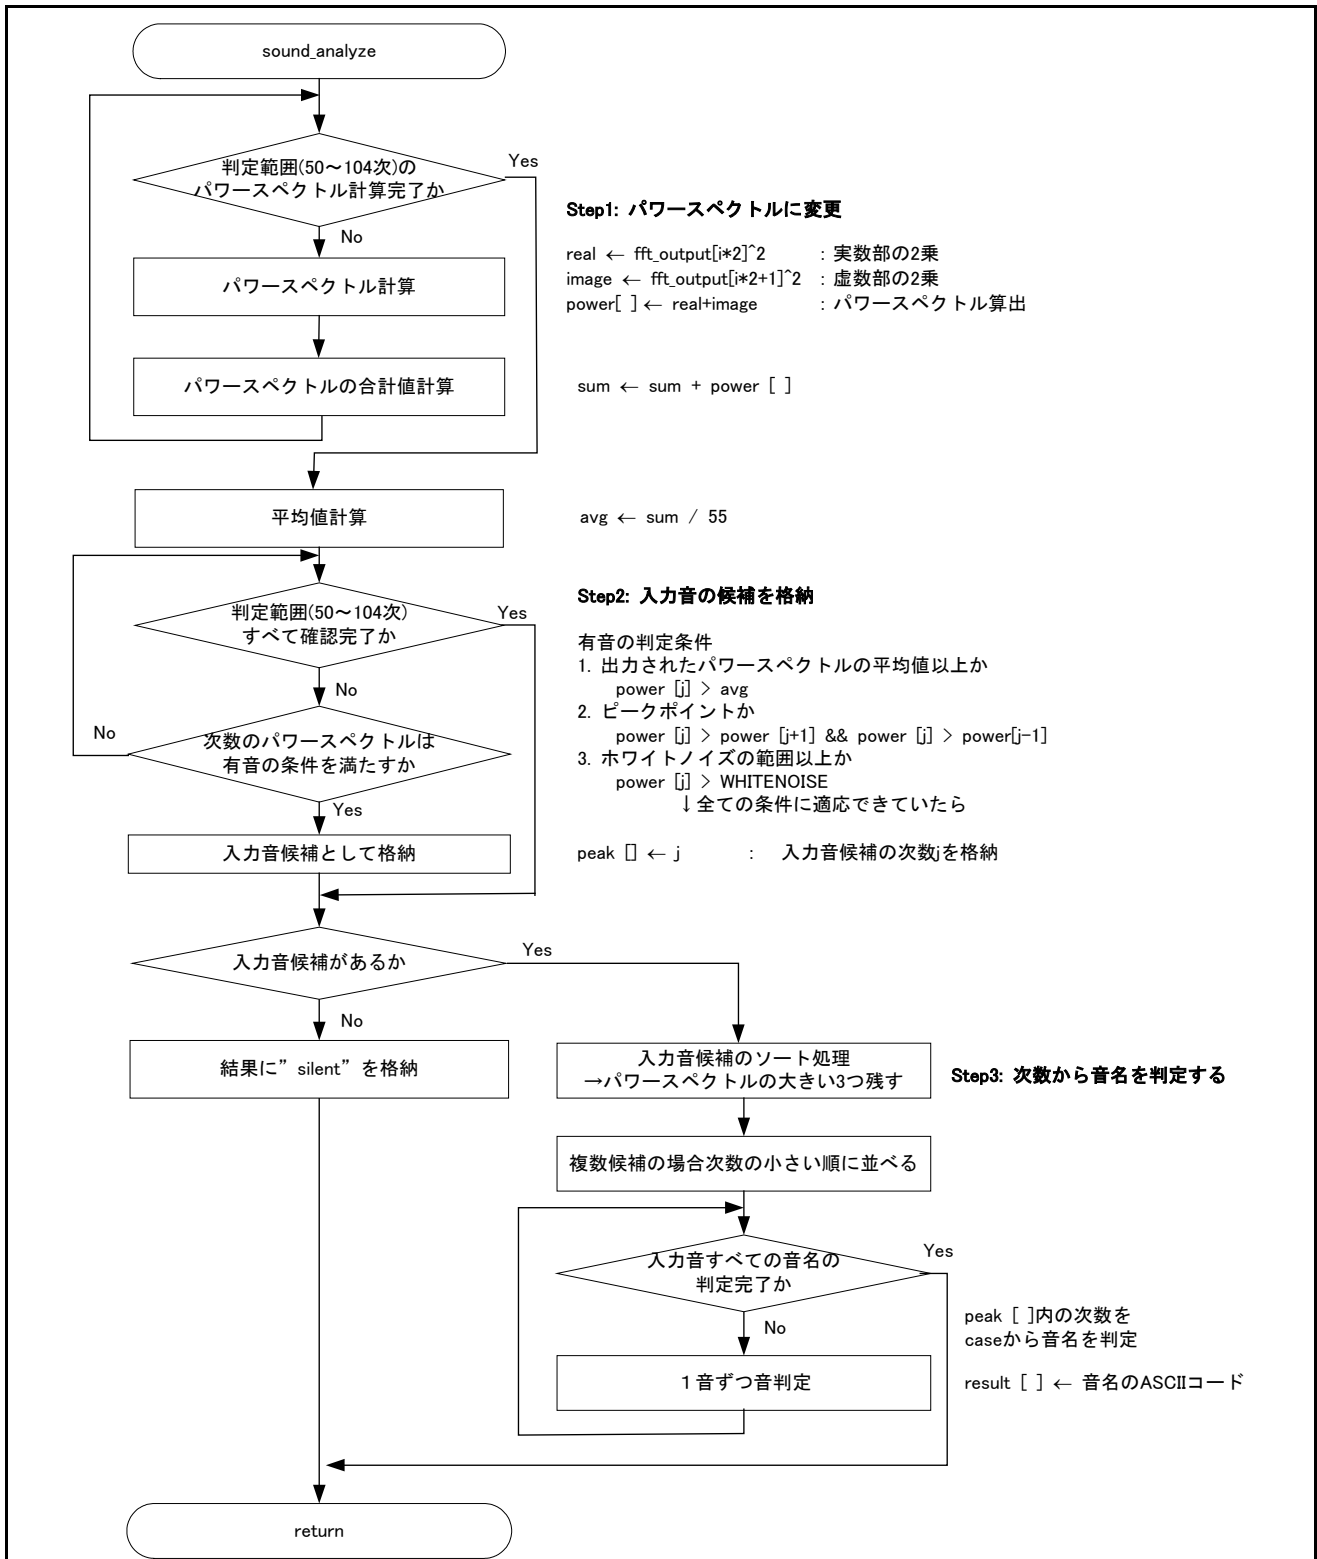 sound_analyze
判定範囲(50～104次)の
パワースペクトル計算完了か
Yes
No
Step1: パワースペクトルに変更
real ← fft_output[i*2]^2 : 実数部の2乗
image ← fft_output[i*2+1]^2 : 虚数部の2乗
power[ ] ← real+image : パワースペクトル算出
パワースペクトル計算
パワースペクトルの合計値計算
sum ← sum + power [ ]
平均値計算
avg ← sum / 55
判定範囲(50～104次)
すべて確認完了か
Yes
No
Step2: 入力音の候補を格納
有音の判定条件
1. 出力されたパワースペクトルの平均値以上か
power [j] > avg
2. ピークポイントか
power [j] > power [j+1] && power [j] > power[j-1]
3. ホワイトノイズの範囲以上か
power [j] > WHITENOISE
↓全ての条件に適応できていたら
peak [] ← j : 入力音候補の次数jを格納
No
次数のパワースペクトルは
有音の条件を満たすか
Yes
入力音候補として格納
入力音候補があるか
Yes
No
結果に”silent”を格納
入力音候補のソート処理
→パワースペクトルの大きい3つ残す
Step3: 次数から音名を判定する
複数候補の場合次数の小さい順に並べる
入力音すべての音名の
判定完了か
Yes
No
peak [ ]内の次数を
caseから音名を判定
1音ずつ音判定
result [ ] ← 音名のASCIIコード
return